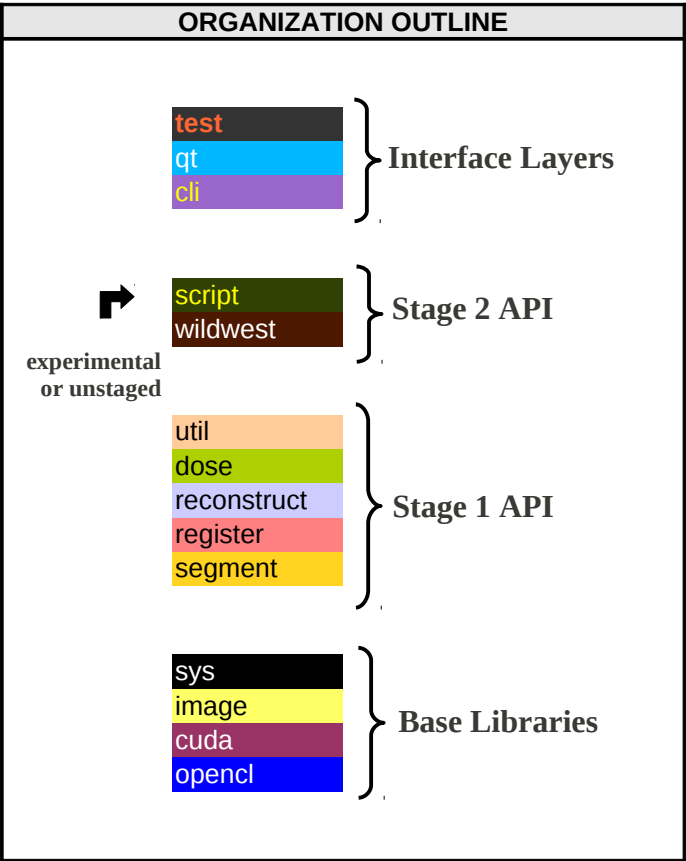 ORGANIZATION OUTLINE
test
qt
cli
Interface Layers
script
wildwest
Stage 2 API
experimental
or unstaged
util
dose
reconstruct
register
segment
Stage 1 API
sys
image
cuda
opencl
Base Libraries